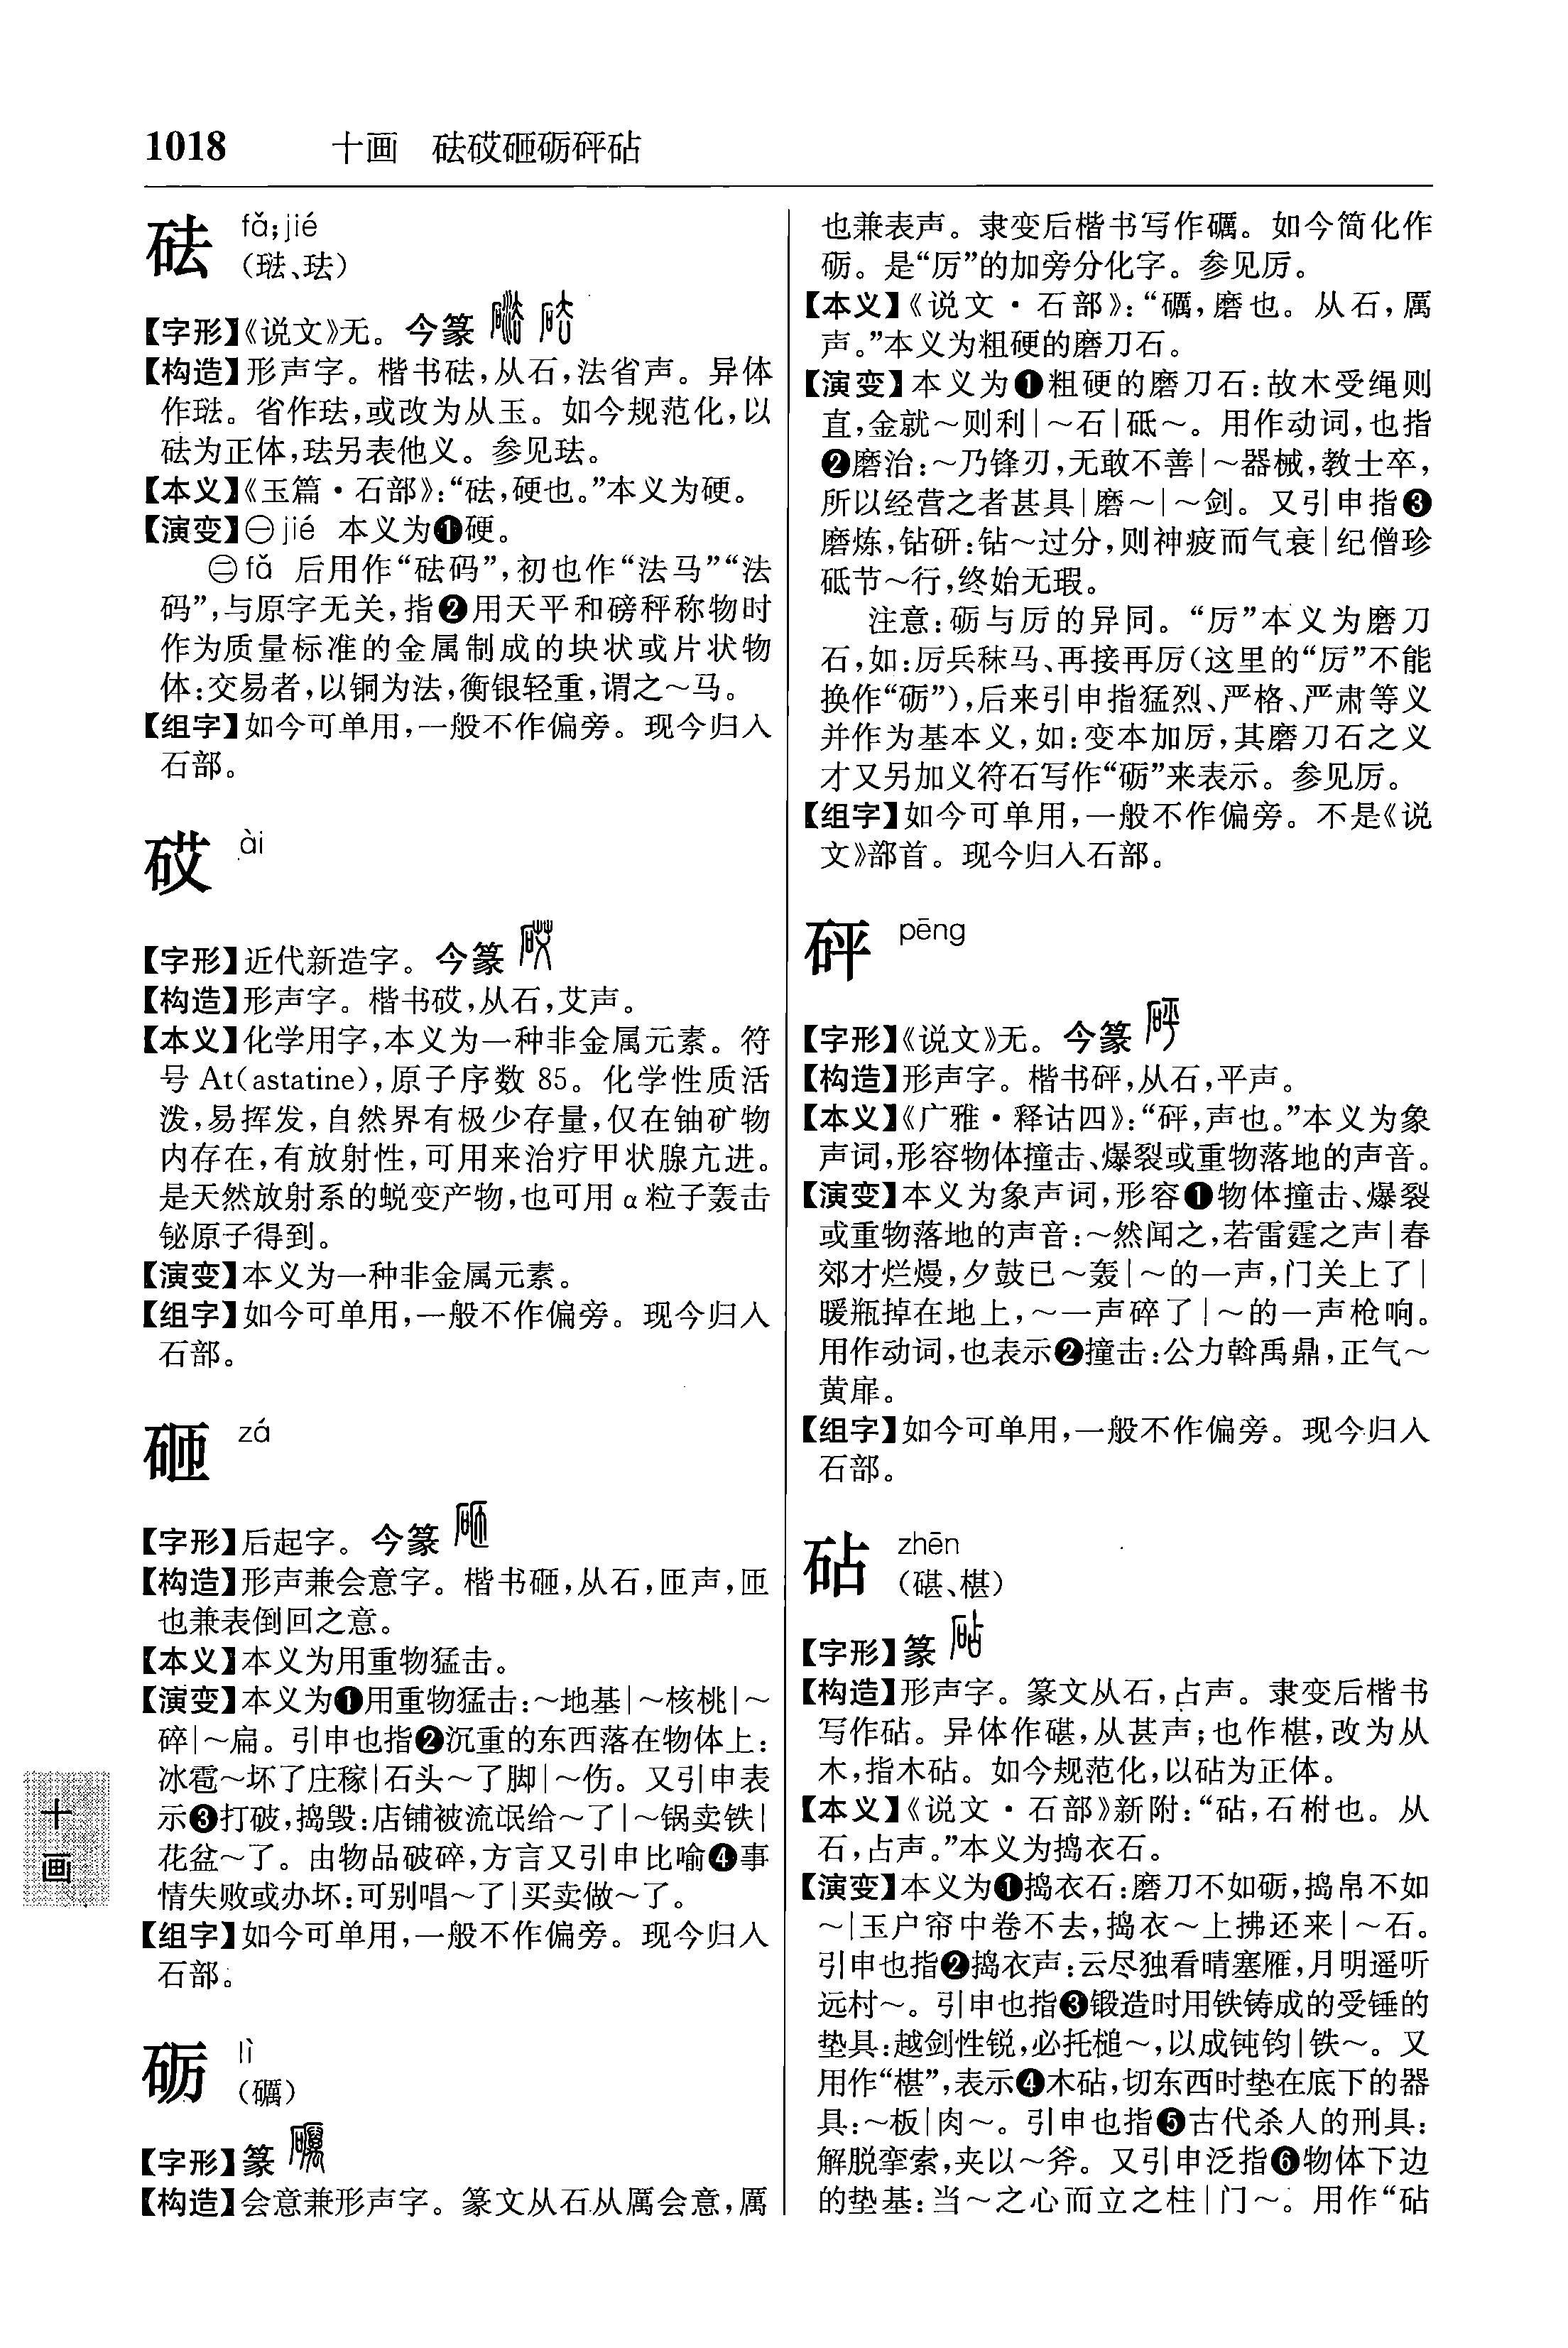 1018　十画　砝砹砸砺砰砧
砝 fǎ;jié
（𤥐、珐）
【字形】《说文》无。今篆
【构造】形声字。楷书砝,从石,法省声。异体
作琺。省作珐,或改为从玉。如今规范化,以
砝为正体,珐另表他义。参见珐。
【本义】《玉篇·石部》:“砝,硬也。”本义为硬。
【演变】㊀jié 本义为❶硬。
㊁fǎ 后用作“砝码”,初也作“法马”“法
码”,与原字无关,指❷用天平和磅秤称物时
作为质量标准的金属制成的块状或片状物
体:交易者,以铜为法,衡银轻重,谓之～马。
【组字】如今可单用,一般不作偏旁。现今归入
石部。
砹 ài
【字形】近代新造字。今篆
【构造】形声字。楷书砹,从石,艾声。
【本义】化学用字,本义为一种非金属元素。符
号 At(astatine),原子序数 85。化学性质活
泼,易挥发,自然界有极少存量,仅在铀矿物
内存在,有放射性,可用来治疗甲状腺亢进。
是天然放射系的蜕变产物,也可用α粒子轰击
铋原子得到。
【演变】本义为一种非金属元素。
【组字】如今可单用,一般不作偏旁。现今归入
石部。
砸 zá
【字形】后起字。今篆
【构造】形声兼会意字。楷书砸,从石,匝声,匝
也兼表倒回之意。
【本义】本义为用重物猛击。
【演变】本义为❶用重物猛击:～地基|～核桃|～
碎|～扁。引申也指❷沉重的东西落在物体上:
冰雹～坏了庄稼|石头～了脚|～伤。又引申表
示❸打破,捣毁:店铺被流氓给～了|～锅卖铁|
花盆～了。由物品破碎,方言又引申比喻❹事
情失败或办坏:可别唱～了|买卖做～了。
【组字】如今可单用,一般不作偏旁。现今归入
石部。
砺 lì
（礪）
【字形】篆
【构造】会意兼形声字。篆文从石从厲会意,厲
也兼表声。隶变后楷书写作礪。如今简化作
砺。是“厉”的加旁分化字。参见厉。
【本义】《说文·石部》:“礪,磨也。从石,厲
声。”本义为粗硬的磨刀石。
【演变】本义为❶粗硬的磨刀石:故木受绳则
直,金就～则利|～石|砥～。用作动词,也指
❷磨治:～乃锋刃,无敢不善|～器械,教士卒,
所以经营之者甚具|磨～|～剑。又引申指❸
磨炼,钻研:钻～过分,则神疲而气衰|纪僧珍
砥节～行,终始无瑕。
注意:砺与厉的异同。“厉”本义为磨刀
石,如:厉兵秣马、再接再厉(这里的“厉”不能
换作“砺”),后来引申指猛烈、严格、严肃等义
并作为基本义,如:变本加厉,其磨刀石之义
才又另加义符石写作“砺”来表示。参见厉。
【组字】如今可单用,一般不作偏旁。不是《说
文》部首。现今归入石部。
砰 pēng
【字形】《说文》无。今篆
【构造】形声字。楷书砰,从石,平声。
【本义】《广雅·释诂四》:“砰,声也。”本义为象
声词,形容物体撞击、爆裂或重物落地的声音。
【演变】本义为象声词,形容❶物体撞击、爆裂
或重物落地的声音:～然闻之,若雷霆之声|春
郊才烂熳,夕鼓已～轰|～的一声,门关上了|
暖瓶掉在地上,～一声碎了|～的一声枪响。
用作动词,也表示❷撞击:公力斡禹鼎,正气～
黄扉。
【组字】如今可单用,一般不作偏旁。现今归入
石部。
砧 zhēn
（碪、椹）
【字形】篆
【构造】形声字。篆文从石,占声。隶变后楷书
写作砧。异体作碪,从甚声;也作椹,改为从
木,指木砧。如今规范化,以砧为正体。
【本义】《说文·石部》新附:“砧,石柎也。从
石,占声。”本义为捣衣石。
【演变】本义为❶捣衣石:磨刀不如砺,捣帛不如
～|玉户帘中卷不去,捣衣～上拂还来|～石。
引申也指❷捣衣声:云尽独看晴塞雁,月明遥听
远村～。引申也指❸锻造时用铁铸成的受锤的
垫具:越剑性锐,必托槌～,以成钝钧|铁～。又
用作“椹”,表示❹木砧,切东西时垫在底下的器
具:～板|肉～。引申也指❺古代杀人的刑具:
解脱挛索,夹以～斧。又引申泛指❻物体下边
的垫基:当～之心而立之柱|门～。用作“砧
十画